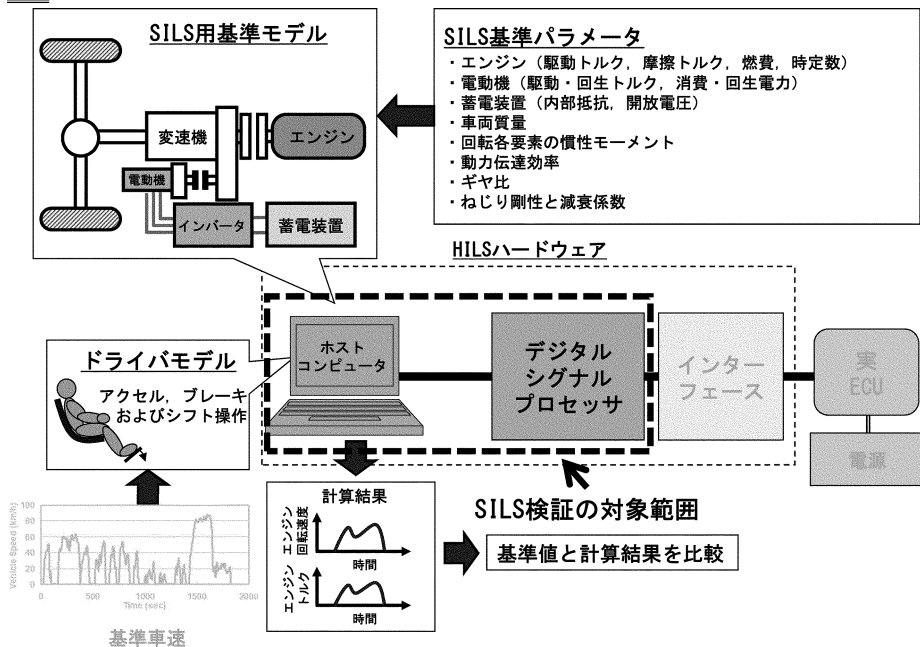 SILS用基準モデル
変速機
エンジン
電動機
インバータ
蓄電装置
SILS基準パラメータ
・エンジン（駆動トルク，摩擦トルク，燃費，時定数）
・電動機（駆動・回生トルク，消費・回生電力）
・蓄電装置（内部抵抗，開放電圧）
・車両質量
・回転各要素の慣性モーメント
・動力伝達効率
・ギヤ比
・ねじり剛性と減衰係数
HILSハードウェア
ホスト
コンピュータ
デジタル
シグナル
プロセッサ
インター
フェース
実
ECU
電源
ドライバモデル
アクセル，ブレーキ
およびシフト操作
Vehicle Speed (km/h)
100
80
60
40
20
0
0
500
1000
1500
2000
Time (sec)
基準車速
計算結果
エンジン
回転速度
時間
エンジン
トルク
時間
SILS検証の対象範囲
基準値と計算結果を比較